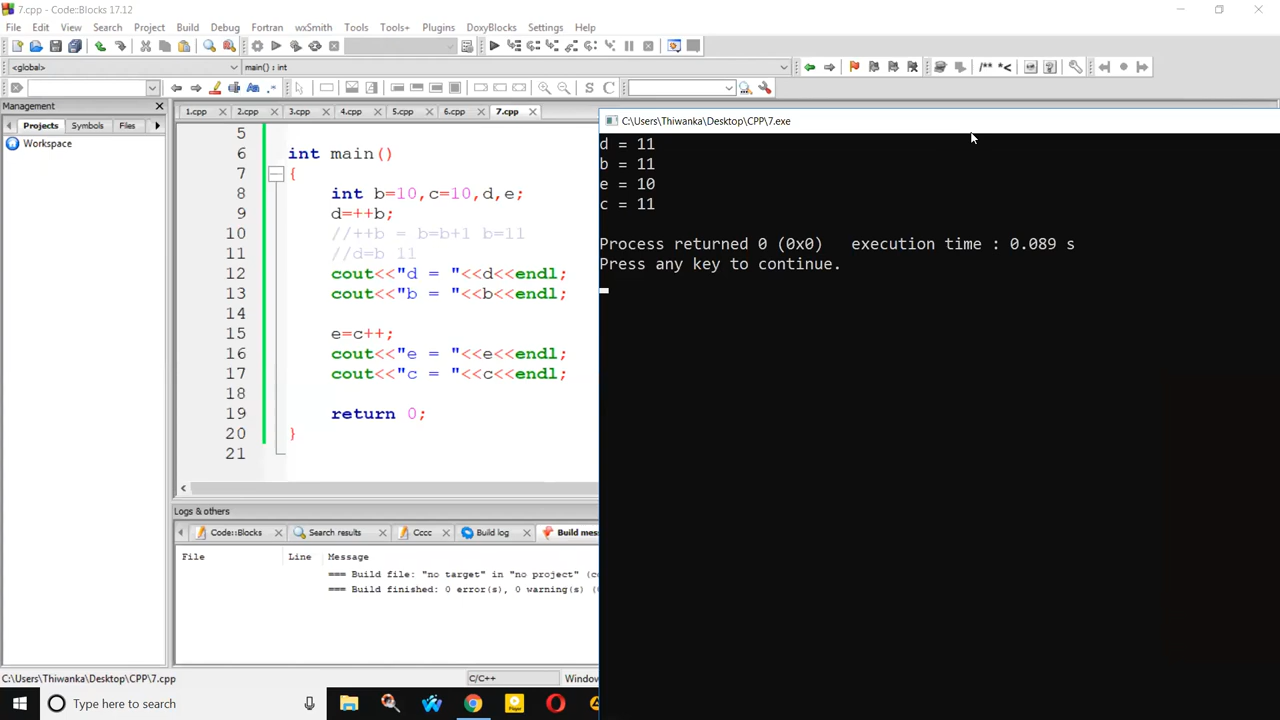 7.cpp - Code::Blocks 17.12
File Edit View Search Project Build Debug Fortran wxSmith Tools Tools+ Plugins DoxyBlocks Settings Help
<global> main() : int
/** *<
S C
Management
Projects Symbols Files
Workspace
1.cpp 2.cpp 3.cpp 4.cpp 5.cpp 6.cpp 7.cpp
5
6 int main()
7 {
8 int b=10,c=10,d,e;
9 d=++b;
10 //++b = b=b+1 b=11
11 //d=b 11
12 cout<<"d = "<<d<<endl;
13 cout<<"b = "<<b<<endl;
14
15 e=c++;
16 cout<<"e = "<<e<<endl;
17 cout<<"c = "<<c<<endl;
18
19 return 0;
20 }
21
C:\Users\Thiwanka\Desktop\CPP\7.exe
d = 11
b = 11
e = 10
c = 11
Process returned 0 (0x0) execution time : 0.089 s
Press any key to continue.
Logs & others
Code::Blocks Search results Cccc Build log Build mes
File Line Message
=== Build file: "no target" in "no project" (c
=== Build finished: 0 error(s), 0 warning(s) (
C:\Users\Thiwanka\Desktop\CPP\7.cpp C/C++ Window
Type here to search